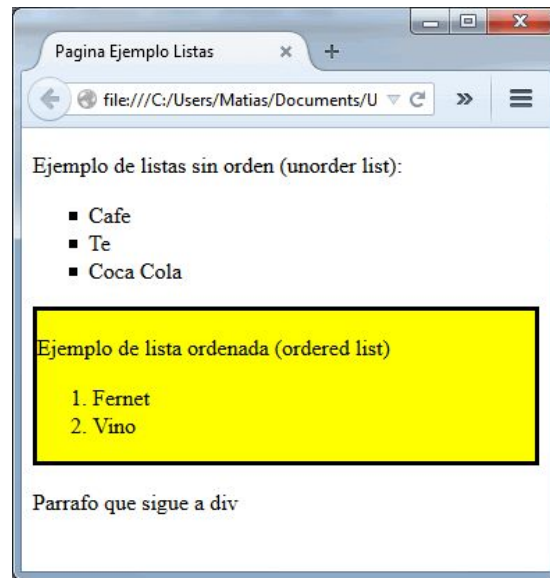 Pagina Ejemplo Listas
file:///C:/Users/Matias/Documents/U
Ejemplo de listas sin orden (unorder list):
Cafe
Te
Coca Cola
Ejemplo de lista ordenada (ordered list)
1. Fernet
2. Vino
Parrafo que sigue a div